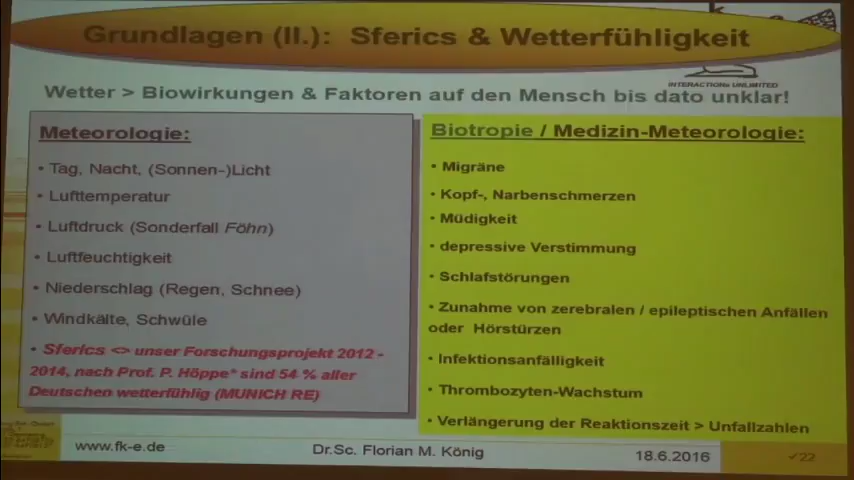 Grundlagen (II.): Sferics & Wetterfühligkeit
INTERACTIONs UNLIMITED
Wetter > Biowirkungen & Faktoren auf den Menschen bis dato unklar!
Meteorologie:
• Tag, Nacht, (Sonnen-)Licht
• Lufttemperatur
• Luftdruck (Sonderfall Föhn)
• Luftfeuchtigkeit
• Niederschlag (Regen, Schnee)
• Windkälte, Schwüle
• Sferics <> unser Forschungsprojekt 2012 -
2014, nach Prof. P. Höppe* sind 54 % aller
Deutschen wetterfühlig (MUNICH RE)
Biotropie / Medizin-Meteorologie:
• Migräne
• Kopf-, Narbenschmerzen
• Müdigkeit
• depressive Verstimmung
• Schlafstörungen
• Zunahme von zerebralen / epileptischen Anfällen
oder Hörstürzen
• Infektionsanfälligkeit
• Thrombozyten-Wachstum
• Verlängerung der Reaktionszeit > Unfallzahlen
www.fk-e.de
Dr.Sc. Florian M. König
18.6.2016
✓22